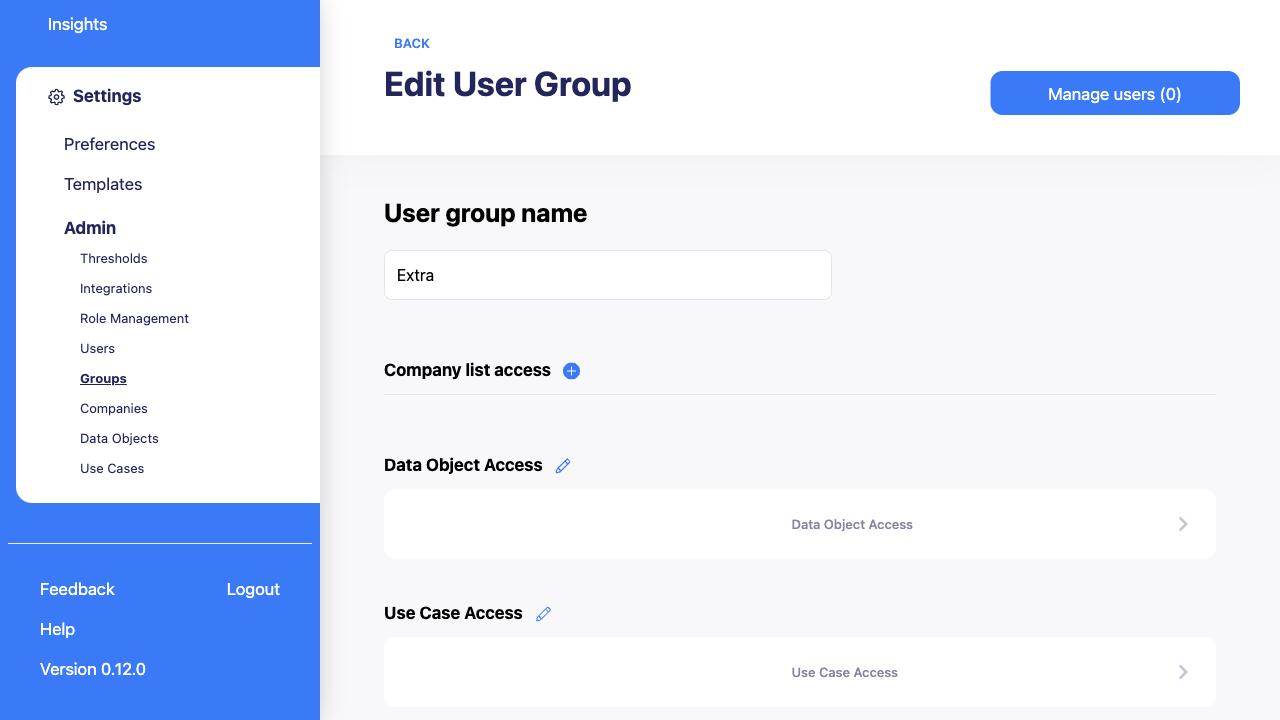 Insights
Settings
Preferences
Templates
Admin
Thresholds
Integrations
Role Management
Users
Groups
Companies
Data Objects
Use Cases
Feedback
Logout
Help
Version 0.12.0
BACK
Edit User Group
Manage users (0)
User group name
Extra
Company list access
Data Object Access
Data Object Access
Use Case Access
Use Case Access